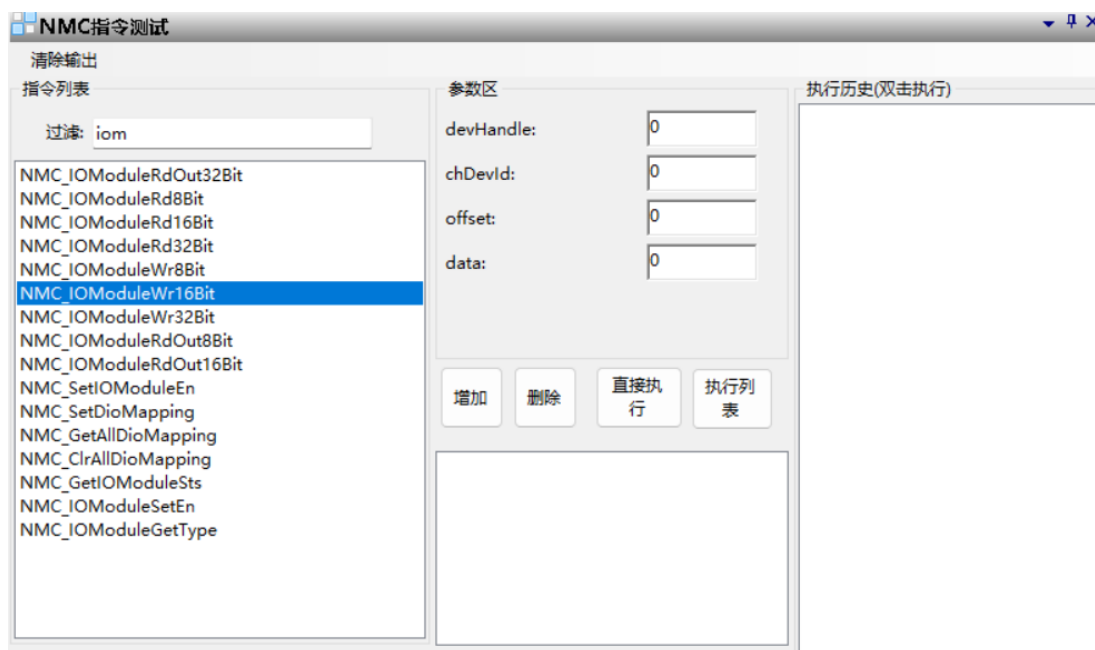 NMC指令测试
清除输出
指令列表
过滤: iom
NMC_IOModuleRdOut32Bit
NMC_IOModuleRd8Bit
NMC_IOModuleRd16Bit
NMC_IOModuleRd32Bit
NMC_IOModuleWr8Bit
NMC_IOModuleWr16Bit
NMC_IOModuleWr32Bit
NMC_IOModuleRdOut8Bit
NMC_IOModuleRdOut16Bit
NMC_SetIOModuleEn
NMC_SetDioMapping
NMC_GetAllDioMapping
NMC_ClrAllDioMapping
NMC_GetIOModuleSts
NMC_IOModuleSetEn
NMC_IOModuleGetType
参数区
devHandle: 0
chDevId: 0
offset: 0
data: 0
增加
删除
直接执
行
执行列
表
执行历史(双击执行)